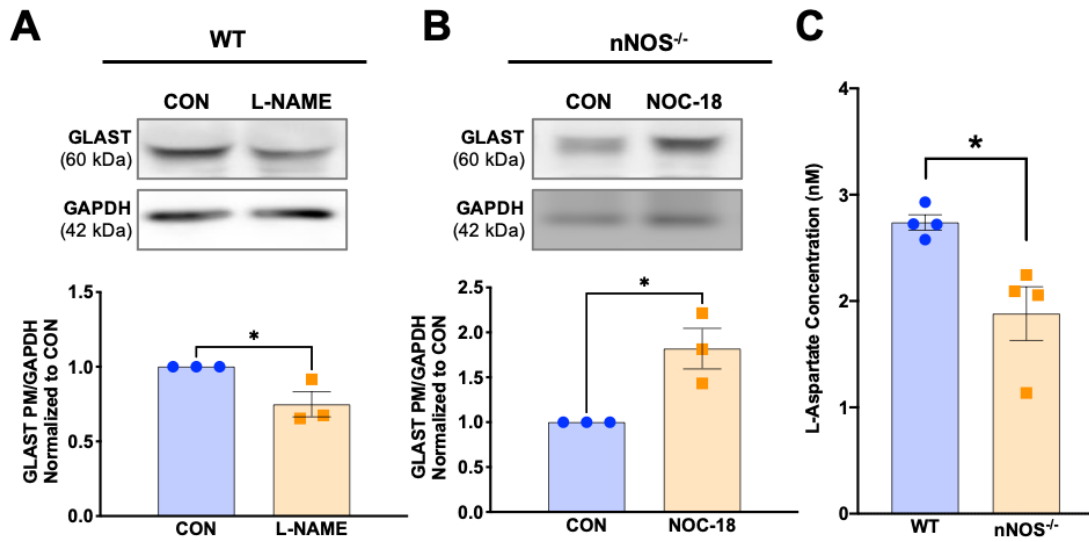 A
WT
CON L-NAME
GLAST
(60 kDa)
GAPDH
(42 kDa)
GLAST PM/GAPDH
Normalized to CON
1.5
1.0
0.5
0.0
*
CON L-NAME
B
nNOS-/-
CON NOC-18
GLAST
(60 kDa)
GAPDH
(42 kDa)
GLAST PM/GAPDH
Normalized to CON
2.5
2.0
1.5
1.0
0.5
0.0
*
CON NOC-18
C
L-Aspartate Concentration (nM)
4
3
2
1
0
*
WT nNOS-/-